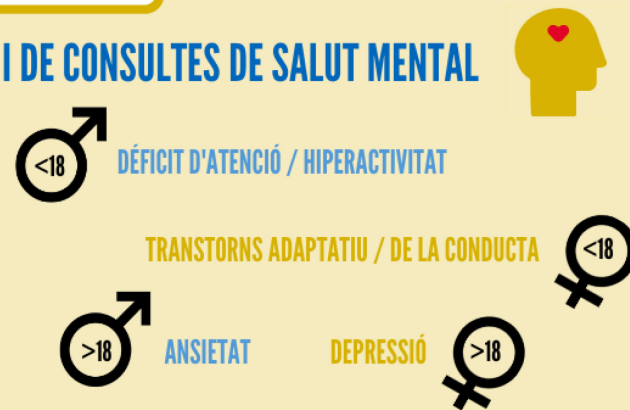 I DE CONSULTES DE SALUT MENTAL
<18
DÉFICIT D'ATENCIÓ / HIPERACTIVITAT
TRANSTORNS ADAPTATIU / DE LA CONDUCTA
<18
>18
ANSIETAT
DEPRESSIÓ
>18